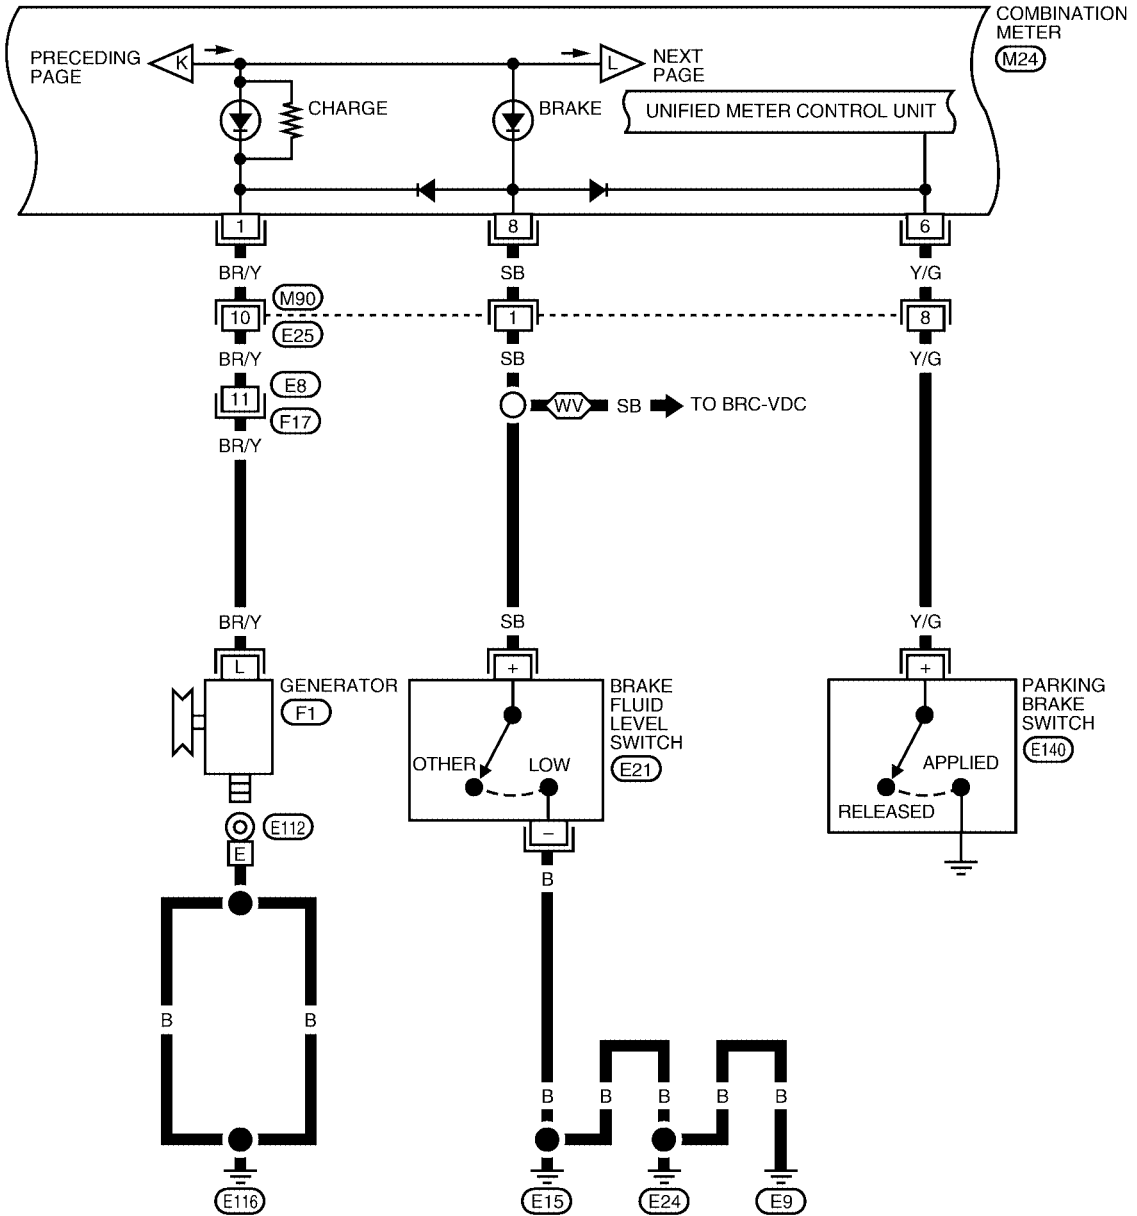 COMBINATION
METER
M24
PRECEDING
PAGE
K
L
NEXT
PAGE
CHARGE
BRAKE
UNIFIED METER CONTROL UNIT
1
8
6
BR/Y
SB
Y/G
M90
10
1
8
E25
BR/Y
SB
Y/G
E8
11
F17
WV
SB
TO BRC-VDC
BR/Y
BR/Y
SB
Y/G
L
+
+
GENERATOR
F1
BRAKE
FLUID
LEVEL
SWITCH
E21
PARKING
BRAKE
SWITCH
E140
OTHER
LOW
APPLIED
RELEASED
E112
E
–
B
B
B
B
B
B
B
B
E116
E15
E24
E9